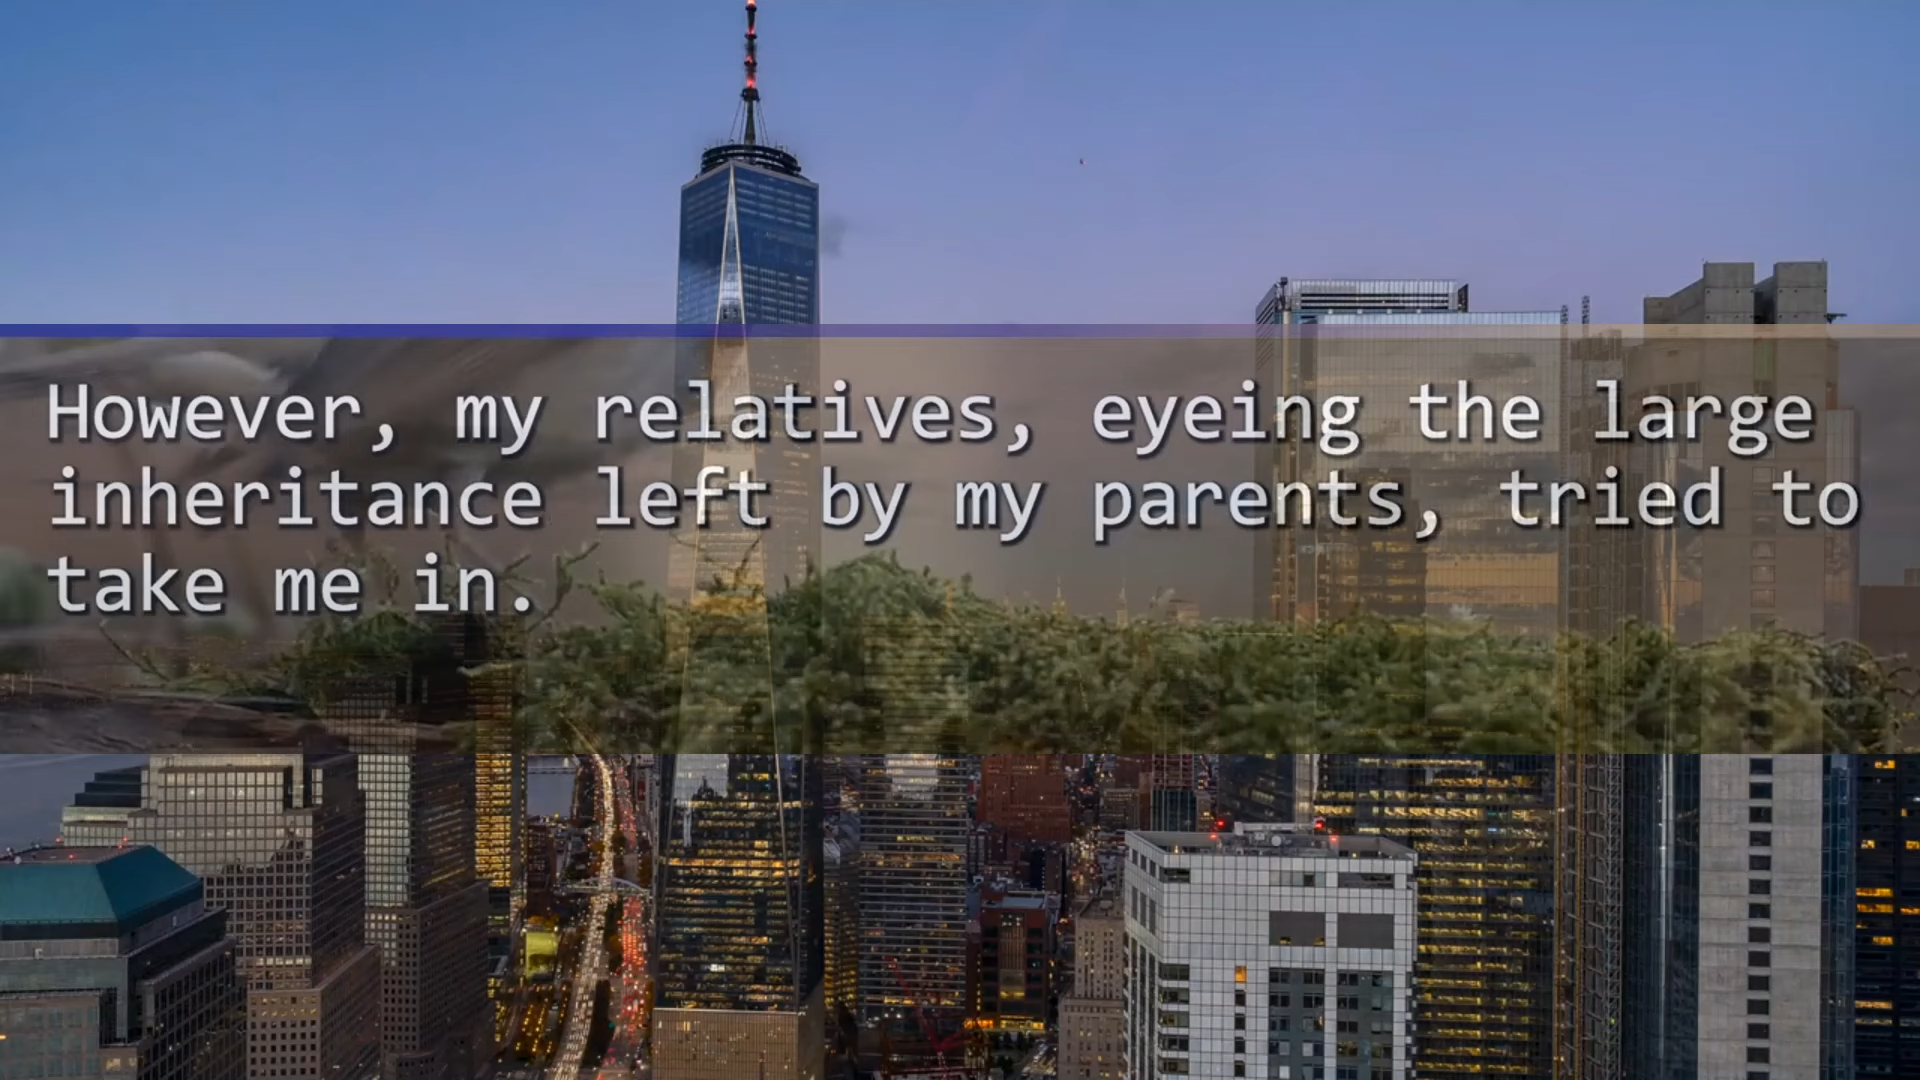 However, my relatives, eyeing the large
inheritance left by my parents, tried to
take me in.